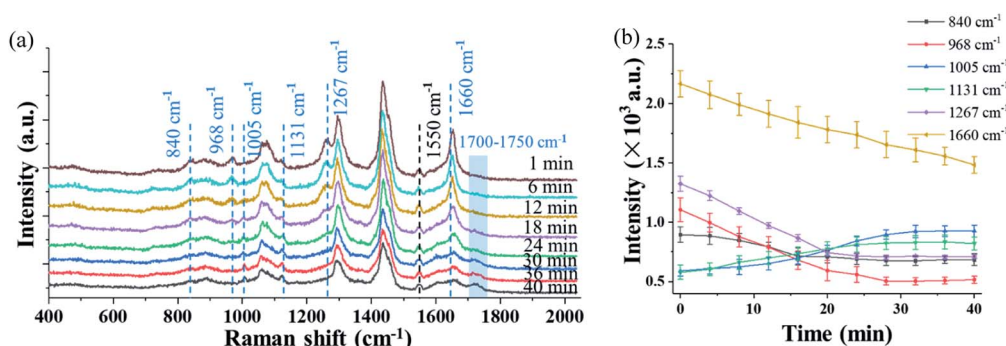 (a)
840 cm⁻¹
968 cm⁻¹
1005 cm⁻¹
1131 cm⁻¹
1267 cm⁻¹
1550 cm⁻¹
1660 cm⁻¹
1700-1750 cm⁻¹
1 min
6 min
12 min
18 min
24 min
30 min
36 min
40 min
Intensity (a.u.)
400 600 800 1000 1200 1400 1600 1800 2000
Raman shift (cm⁻¹)
(b)
840 cm⁻¹
968 cm⁻¹
1005 cm⁻¹
1131 cm⁻¹
1267 cm⁻¹
1660 cm⁻¹
Intensity (× 10³ a.u.)
2.5
2.0
1.5
1.0
0.5
0 10 20 30 40
Time (min)